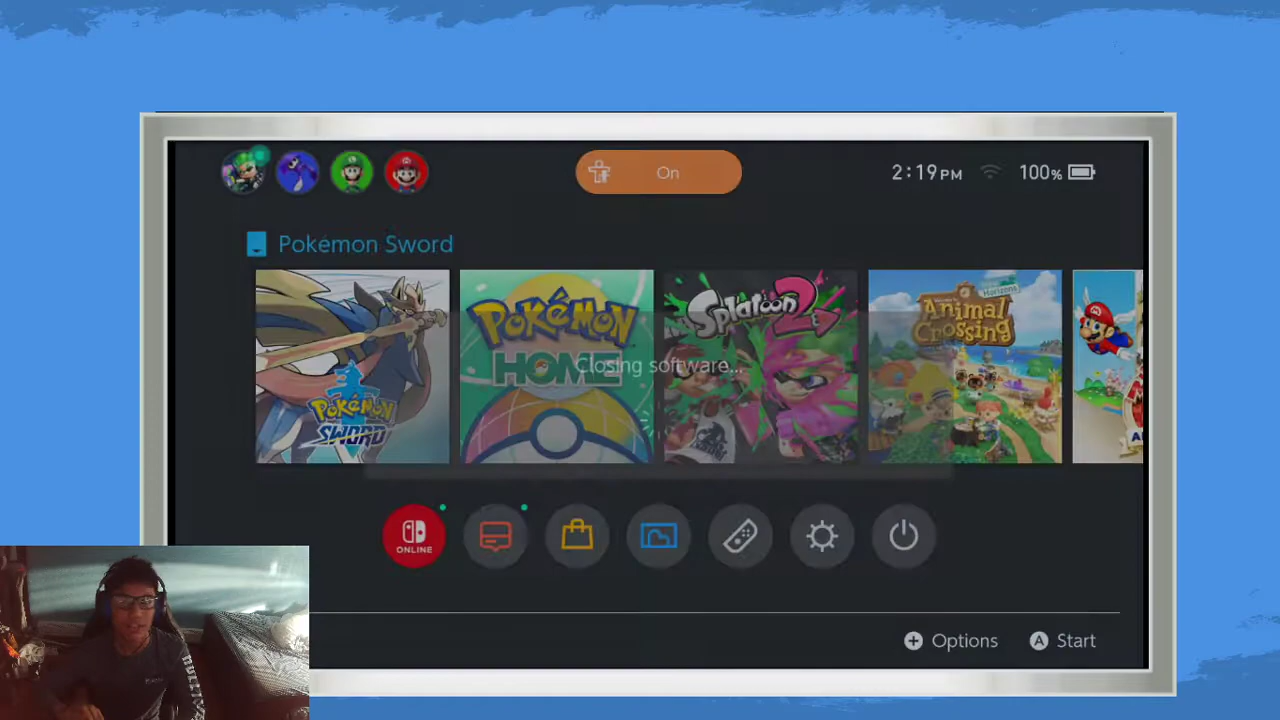 On
2:19 PM
100%
Pokémon Sword
POKéMON
SWORD
POKéMON
HOME
Splatoon 2
Animal
Crossing
Horizons
Closing software...
ONLINE
Options
A Start